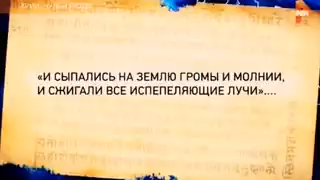 «И СЫПАЛИСЬ НА ЗЕМЛЮ ГРОМЫ И МОЛНИИ,
И СЖИГАЛИ ВСЕ ИСПЕПЕЛЯЮЩИЕ ЛУЧИ»....